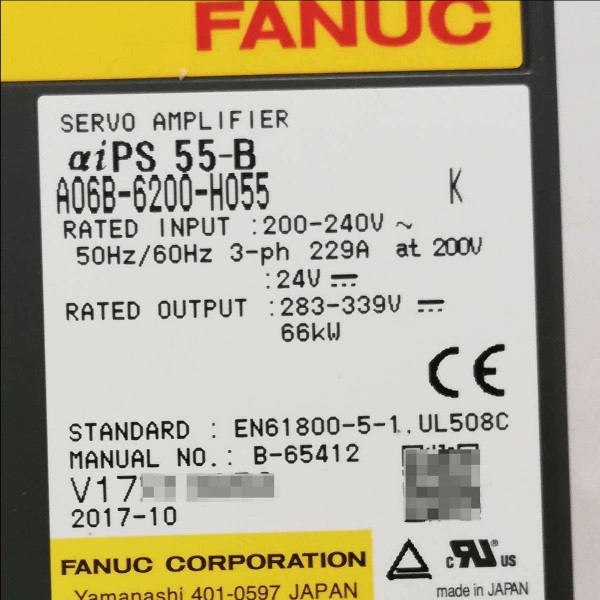 FANUC
SERVO AMPLIFIER
αiPS 55-B
A06B-6200-H055 K
RATED INPUT :200-240V ~
50Hz/60Hz 3-ph 229A at 200V
:24V ⎓
RATED OUTPUT :283-339V ⎓
66kW
CE
STANDARD : EN61800-5-1, UL508C
MANUAL NO.: B-65412
V17
2017-10
FANUC CORPORATION
Yamanashi 401-0597 JAPAN
c RU® US
made in JAPAN